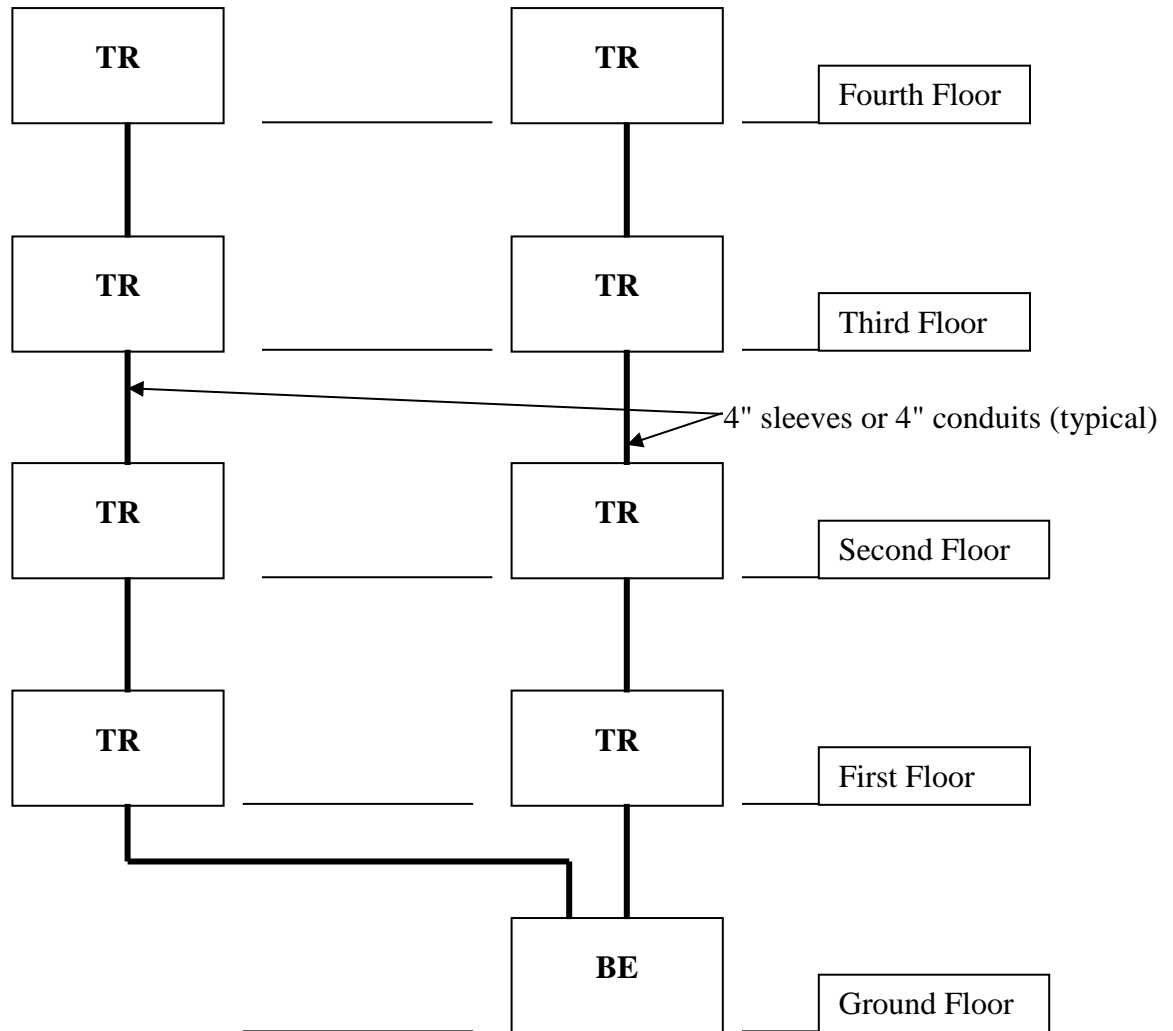 TR
TR
Fourth Floor
TR
TR
Third Floor
4" sleeves or 4" conduits (typical)
TR
TR
Second Floor
TR
TR
First Floor
BE
Ground Floor